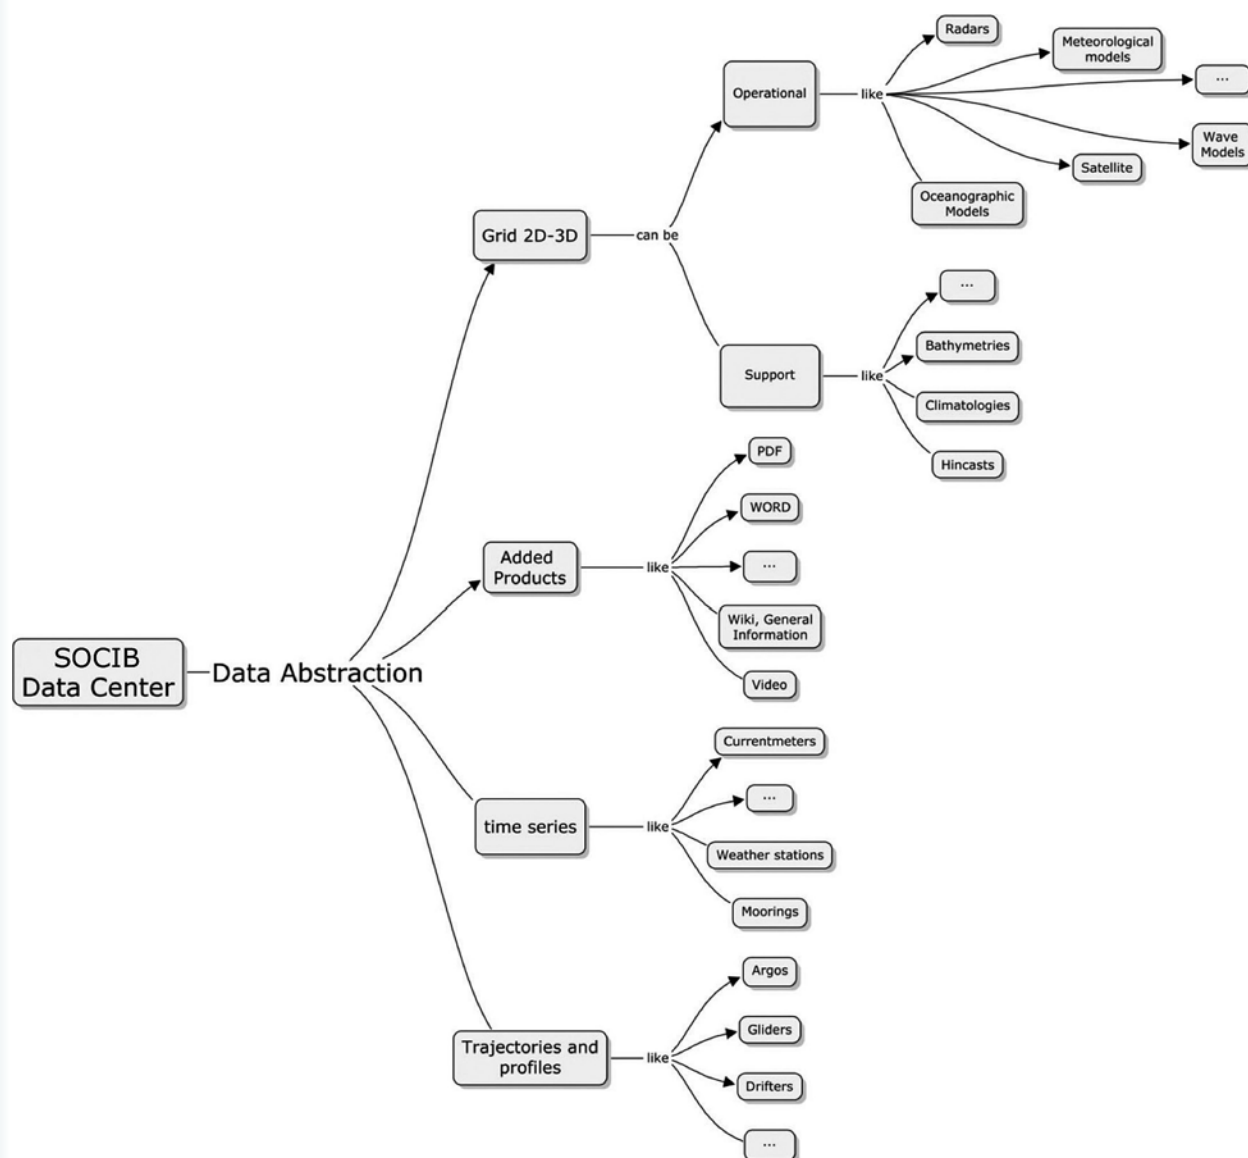 Radars
Meteorological
models
...
Operational
like
Wave
Models
Satellite
Oceanographic
Models
Grid 2D-3D
can be
...
Bathymetries
Support
like
Climatologies
Hincasts
PDF
WORD
Added
Products
like
...
Wiki, General
Information
Video
SOCIB
Data Center
Data Abstraction
Currentmeters
...
time series
like
Weather stations
Moorings
Argos
Gliders
Trajectories and
profiles
like
Drifters
...